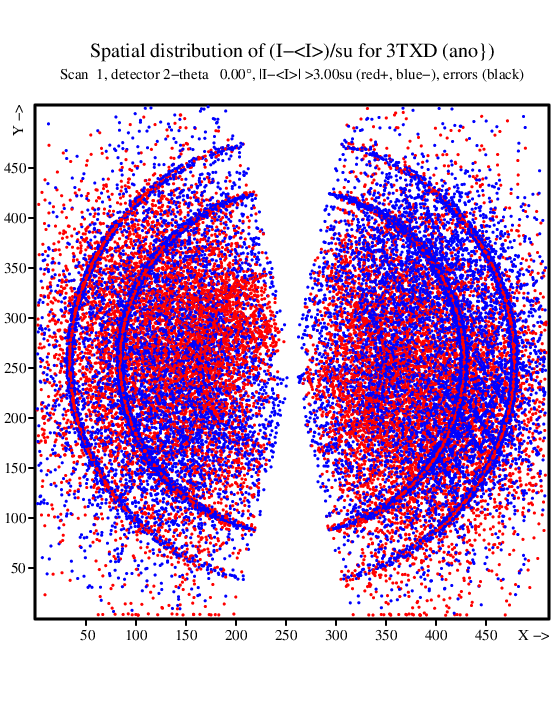 Spatial distribution of (I−<I>)/su for 3TXD (ano})
Scan 1, detector 2−theta 0.00°, |I−<I>| >3.00su (red+, blue−), errors (black)
Y −>
450
400
350
300
250
200
150
100
50
50 100 150 200 250 300 350 400 450 X −>